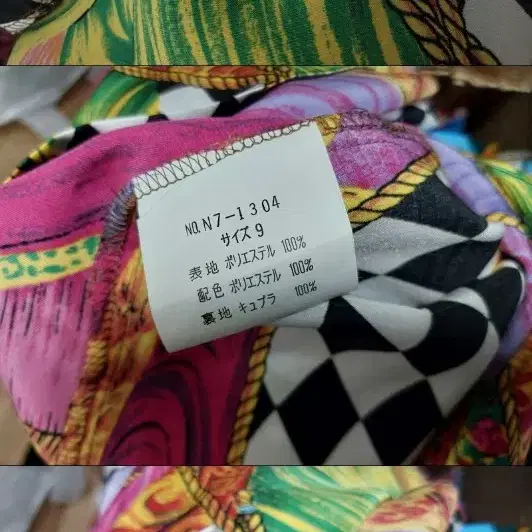 NO.N7-1304
サイズ 9
表地 ポリエステル 100%
配色 ポリエステル 100%
裏地 キュプラ 100%